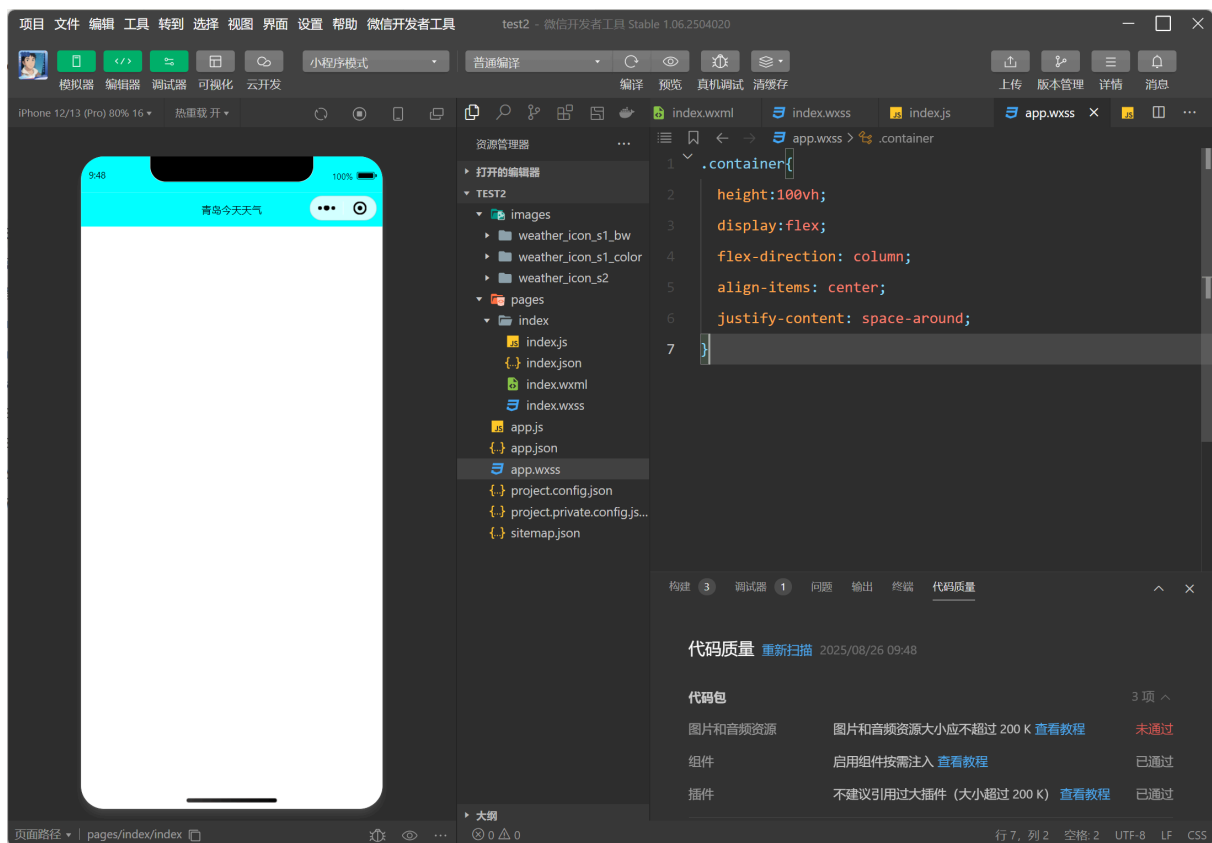 项目 文件 编辑 工具 转到 选择 视图 界面 设置 帮助 微信开发者工具 test2 - 微信开发者工具 Stable 1.06.2504020
小程序模式 普通编译
模拟器 编辑器 调试器 可视化 云开发 编译 预览 真机调试 清缓存 上传 版本管理 详情 消息
iPhone 12/13 (Pro) 80% 16 热重载 开
index.wxml index.wxss index.js app.wxss
app.wxss > .container
9:48 100%
青岛今天天气
资源管理器
打开的编辑器
TEST2
images
weather_icon_s1_bw
weather_icon_s1_color
weather_icon_s2
pages
index
index.js
index.json
index.wxml
index.wxss
app.js
app.json
app.wxss
project.config.json
project.private.config.js...
sitemap.json
大纲
1 .container{
2 height:100vh;
3 display:flex;
4 flex-direction: column;
5 align-items: center;
6 justify-content: space-around;
7 }
构建 3 调试器 1 问题 输出 终端 代码质量
代码质量 重新扫描 2025/08/26 09:48
代码包 3 项
图片和音频资源 图片和音频资源大小应不超过 200 K 查看教程 未通过
组件 启用组件按需注入 查看教程 已通过
插件 不建议引用过大插件（大小超过 200 K） 查看教程 已通过
页面路径 pages/index/index 0 0 行 7，列 2 空格: 2 UTF-8 LF CSS